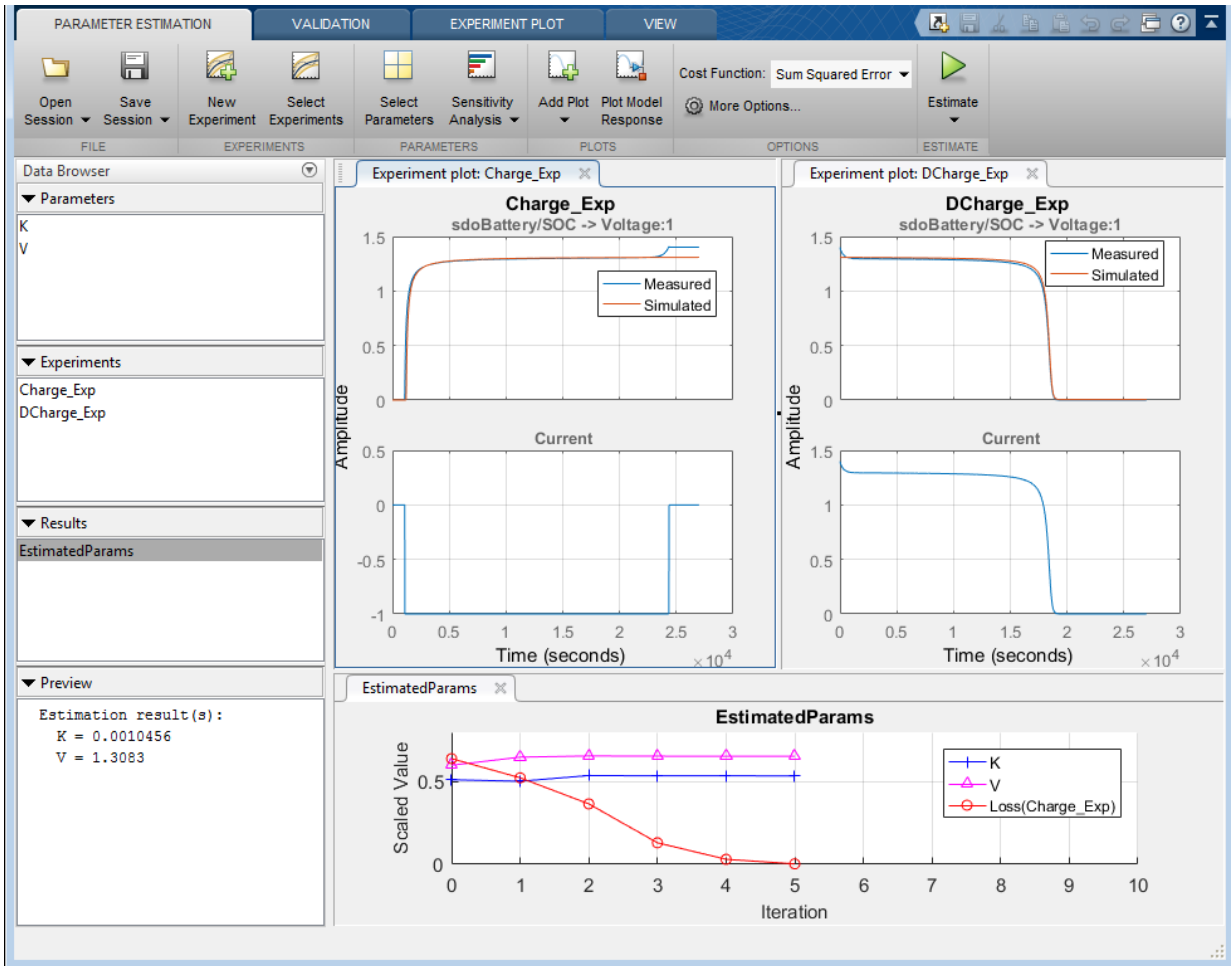 PARAMETER ESTIMATION VALIDATION EXPERIMENT PLOT VIEW
Open Session Save Session New Experiment Select Experiments Select Parameters Sensitivity Analysis Add Plot Plot Model Response Cost Function: Sum Squared Error Estimate
More Options...
FILE EXPERIMENTS PARAMETERS PLOTS OPTIONS ESTIMATE
Data Browser
Parameters
K
V
Experiments
Charge_Exp
DCharge_Exp
Results
EstimatedParams
Preview
Estimation result(s):
K = 0.0010456
V = 1.3083
Experiment plot: Charge_Exp
Charge_Exp
sdoBattery/SOC -> Voltage:1
1.5
1
0.5
0
Measured
Simulated
Amplitude
Current
0.5
0
-0.5
-1
0 0.5 1 1.5 2 2.5 3
Time (seconds)
×10^4
Experiment plot: DCharge_Exp
DCharge_Exp
sdoBattery/SOC -> Voltage:1
1.5
1
0.5
0
Measured
Simulated
Amplitude
Current
1.5
1
0.5
0
0 0.5 1 1.5 2 2.5 3
Time (seconds)
×10^4
EstimatedParams
EstimatedParams
Scaled Value
0.5
0
K
V
Loss(Charge_Exp)
0 1 2 3 4 5 6 7 8 9 10
Iteration